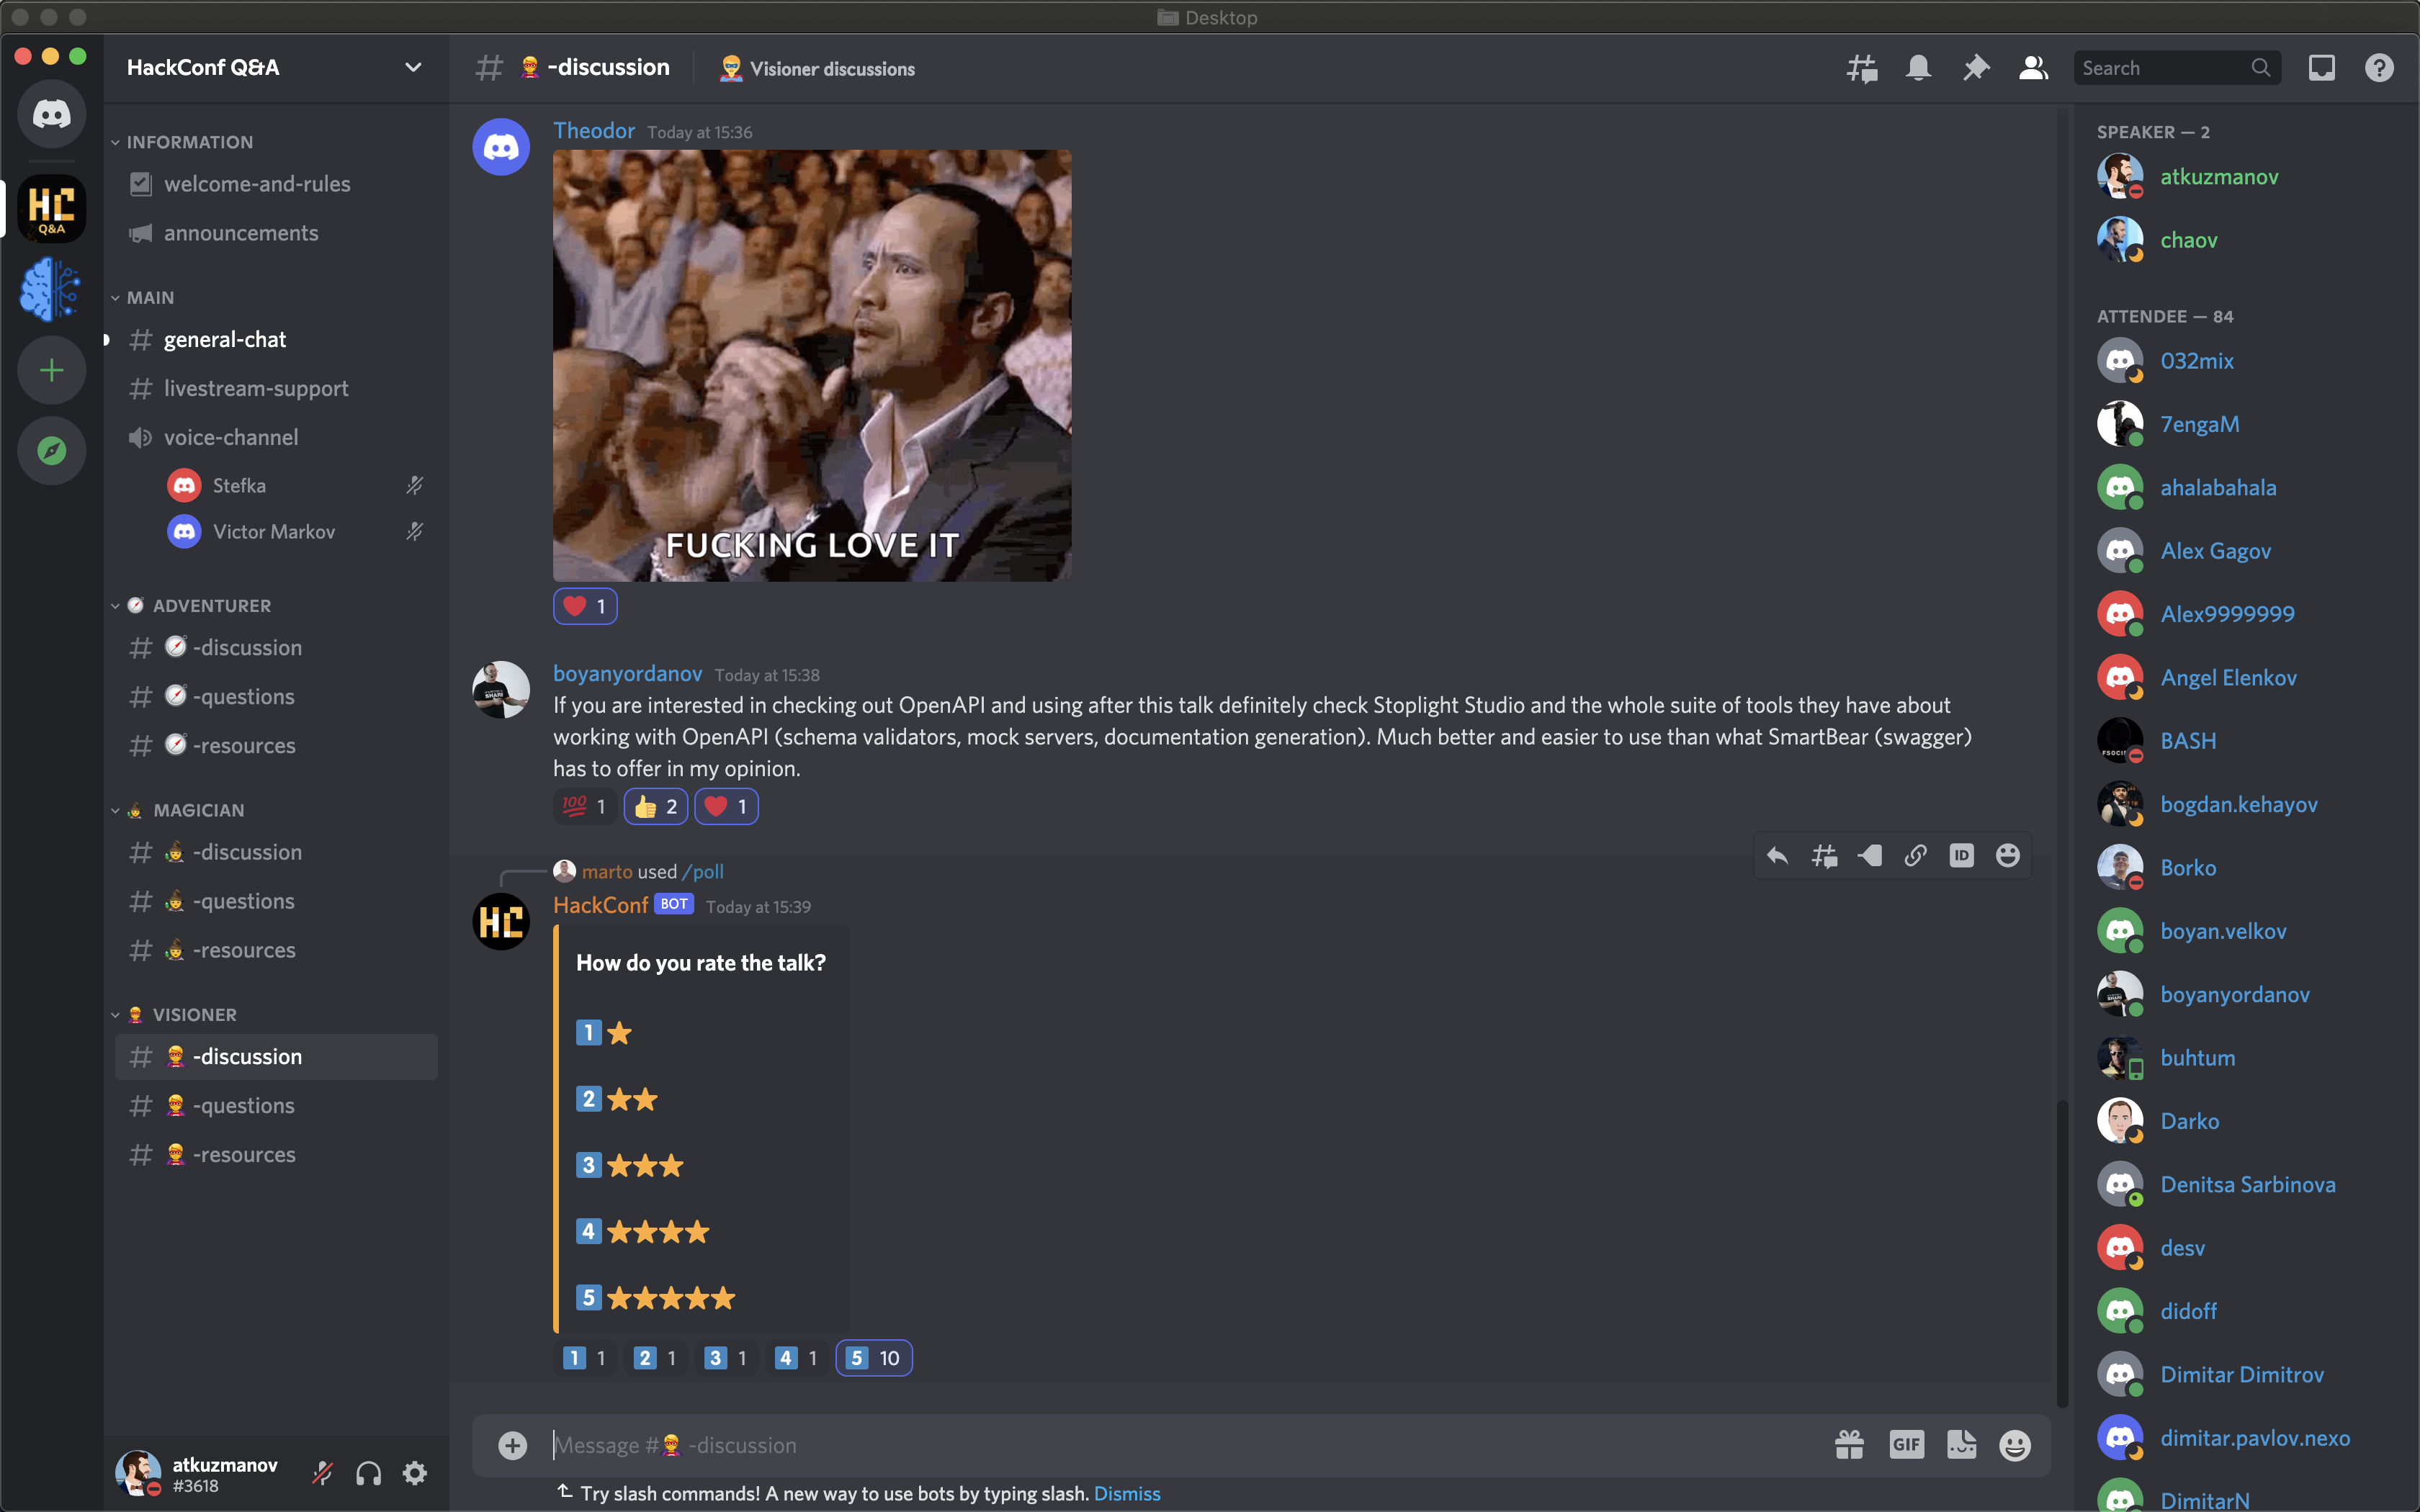 Desktop
HackConf Q&A
INFORMATION
welcome-and-rules
announcements
MAIN
general-chat
livestream-support
voice-channel
Stefka
Victor Markov
ADVENTURER
-discussion
-questions
-resources
MAGICIAN
-discussion
-questions
-resources
VISIONER
-discussion
-questions
-resources
atkuzmanov
#3618
HC
Q&A
-discussion
Visioner discussions
Search
Theodor Today at 15:36
FUCKING LOVE IT
1
boyanyordanov Today at 15:38
If you are interested in checking out OpenAPI and using after this talk definitely check Stoplight Studio and the whole suite of tools they have about
working with OpenAPI (schema validators, mock servers, documentation generation). Much better and easier to use than what SmartBear (swagger)
has to offer in my opinion.
100 1 2 1
ID
marto used /poll
HC
HackConf BOT Today at 15:39
How do you rate the talk?
1
2
3
4
5
1 1 2 1 3 1 4 1 5 10
Message # -discussion
GIF
Try slash commands! A new way to use bots by typing slash. Dismiss
SPEAKER — 2
atkuzmanov
chaov
ATTENDEE — 84
032mix
7engaM
ahalabahala
Alex Gagov
Alex9999999
Angel Elenkov
BASH
bogdan.kehayov
Borko
boyan.velkov
boyanyordanov
buhtum
Darko
Denitsa Sarbinova
desv
didoff
Dimitar Dimitrov
dimitar.pavlov.nexo
DimitarN